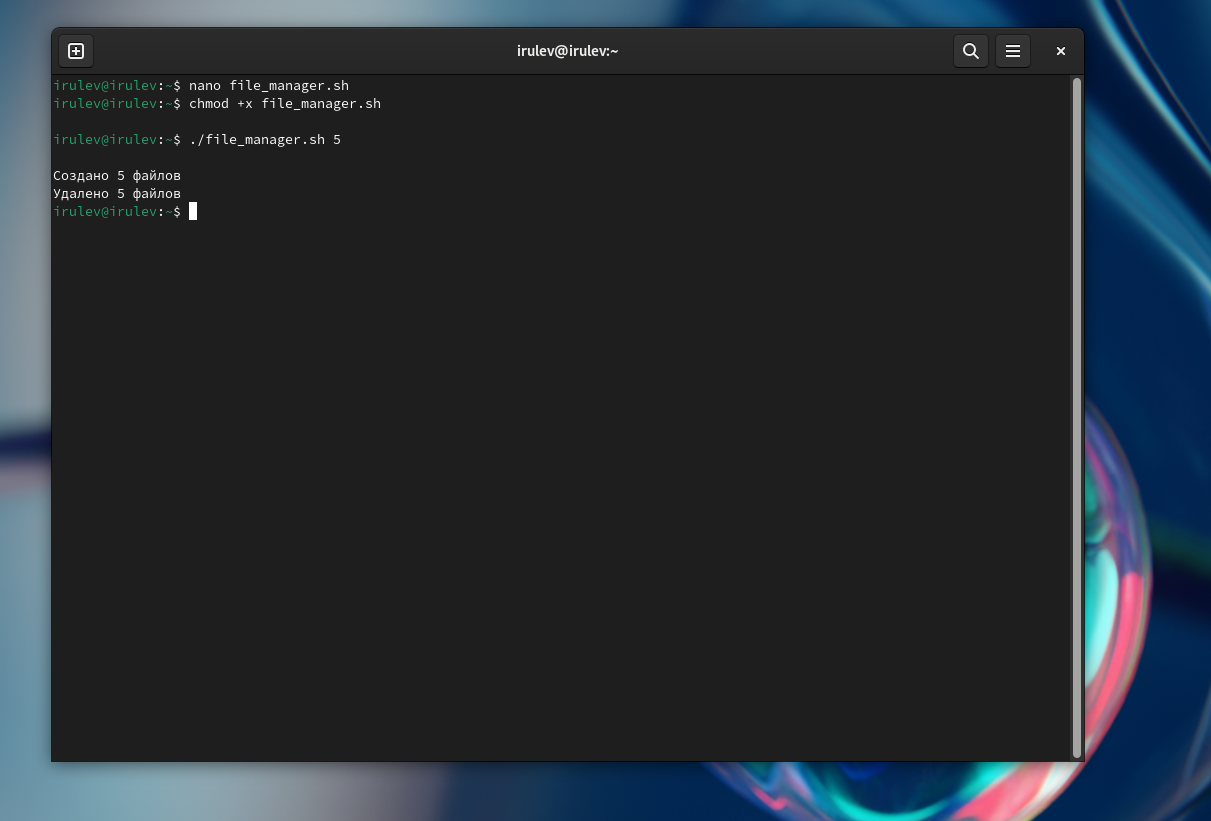 irulev@irulev:~
irulev@irulev:~$ nano file_manager.sh
irulev@irulev:~$ chmod +x file_manager.sh
irulev@irulev:~$ ./file_manager.sh 5
Создано 5 файлов
Удалено 5 файлов
irulev@irulev:~$